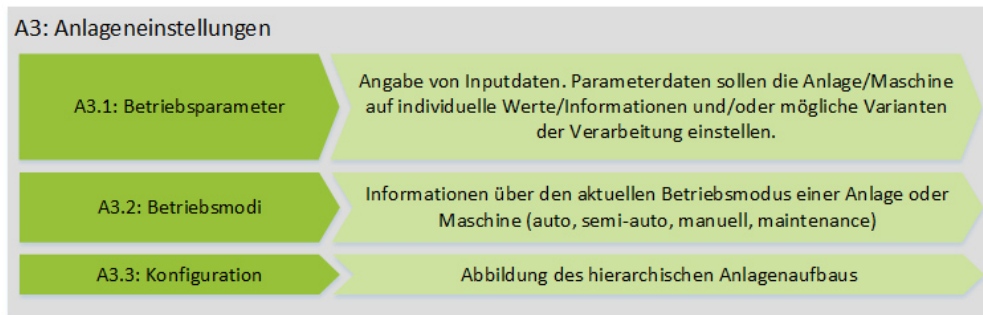 A3: Anlageneinstellungen
A3.1: Betriebsparameter
Angabe von Inputdaten. Parameterdaten sollen die Anlage/Maschine
auf individuelle Werte/Informationen und/oder mögliche Varianten
der Verarbeitung einstellen.
A3.2: Betriebsmodi
Informationen über den aktuellen Betriebsmodus einer Anlage oder
Maschine (auto, semi-auto, manuell, maintenance)
A3.3: Konfiguration
Abbildung des hierarchischen Anlagenaufbaus